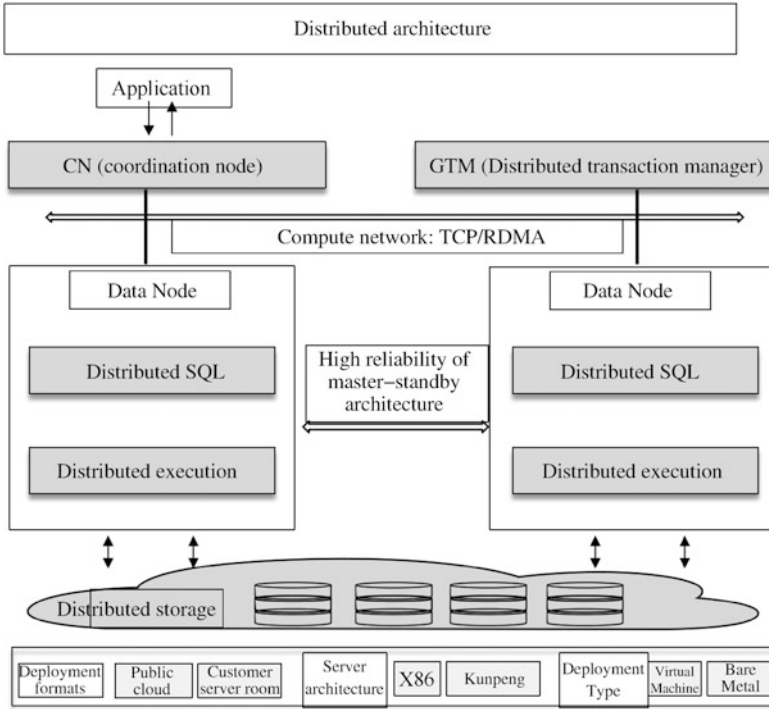 Distributed architecture
Application
CN (coordination node)
GTM (Distributed transaction manager)
Compute network: TCP/RDMA
Data Node
Data Node
High reliability of
master–standby
architecture
Distributed SQL
Distributed SQL
Distributed execution
Distributed execution
Distributed storage
Deployment
formats
Public
cloud
Customer
server room
Server
architecture
X86
Kunpeng
Deployment
Type
Virtual
Machine
Bare
Metal